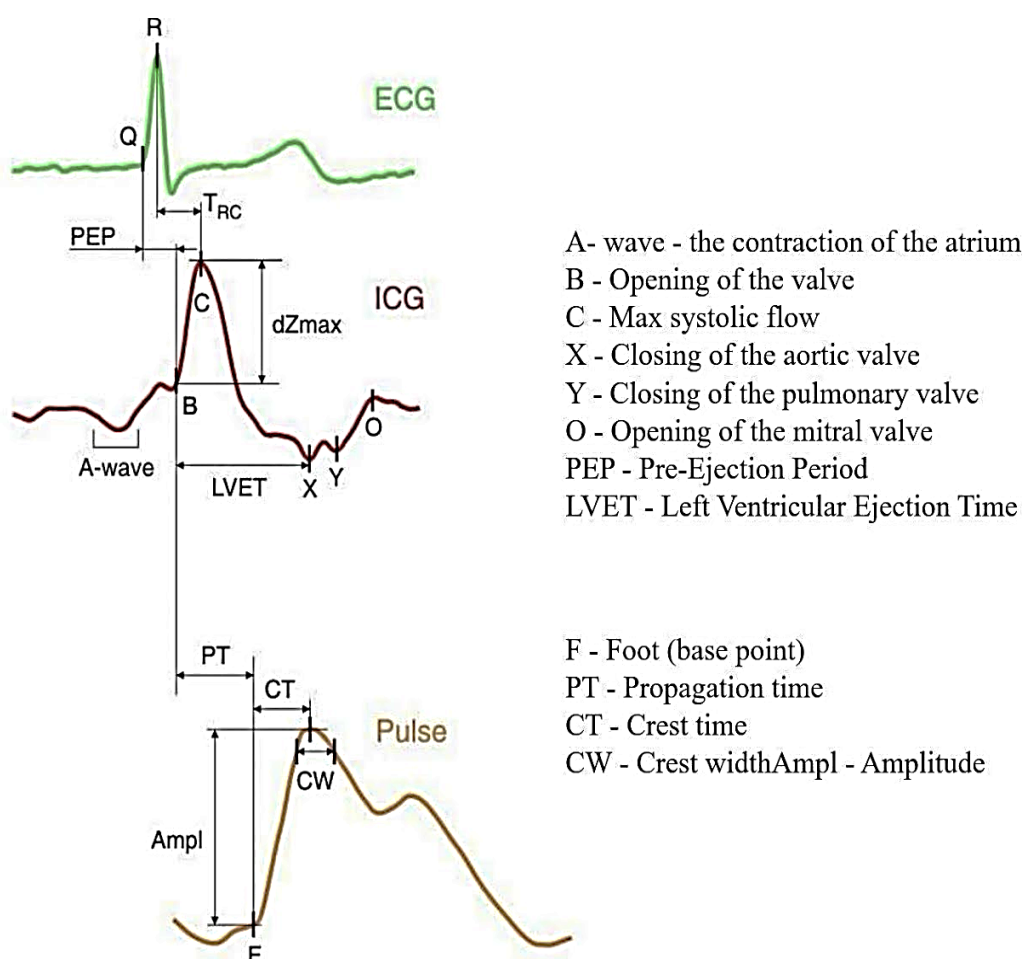 R
ECG
Q
TRC
PEP
A- wave - the contraction of the atrium
B - Opening of the valve
C
ICG
C - Max systolic flow
dZmax
X - Closing of the aortic valve
Y - Closing of the pulmonary valve
B
O
O - Opening of the mitral valve
A-wave
PEP - Pre-Ejection Period
LVET
X
Y
LVET - Left Ventricular Ejection Time
F - Foot (base point)
PT
PT - Propagation time
CT
CT - Crest time
Pulse
CW
CW - Crest widthAmpl - Amplitude
Ampl
F